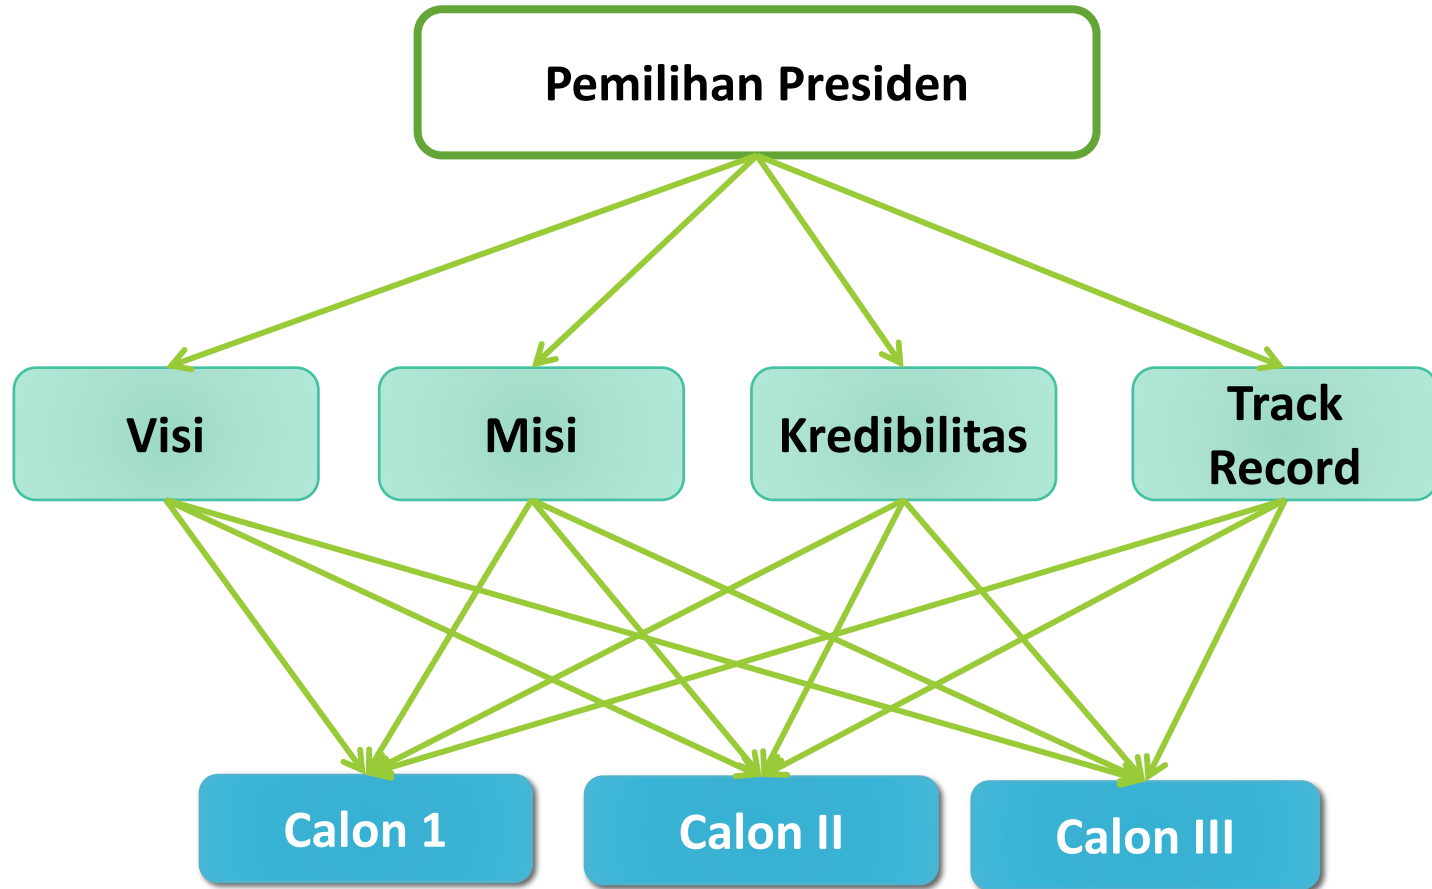 Pemilihan Presiden
Visi
Misi
Kredibilitas
Track
Record
Calon 1
Calon II
Calon III